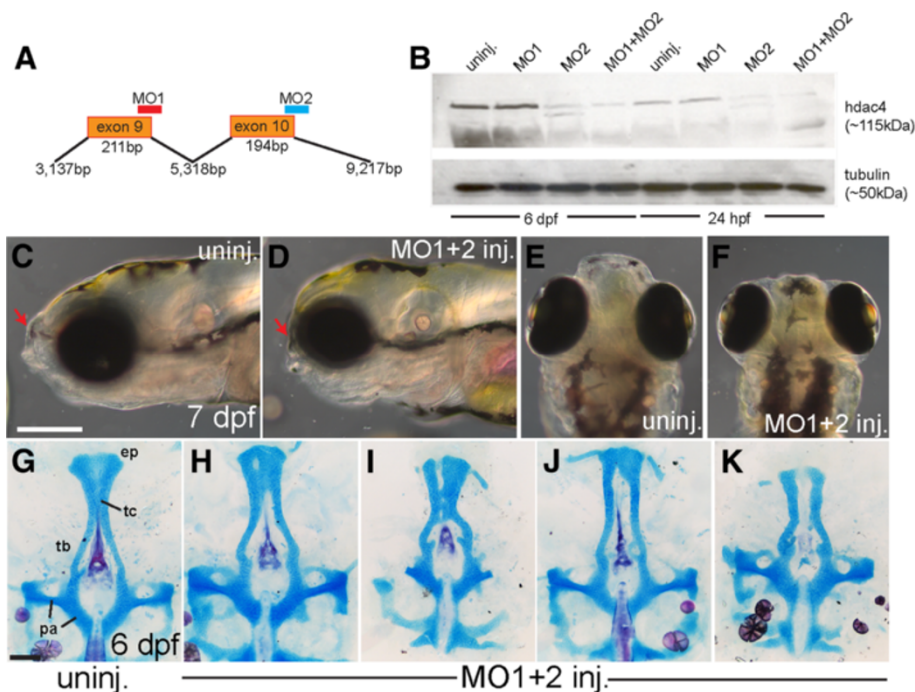 A
MO1
MO2
exon 9
exon 10
211bp
194bp
3,137bp
5,318bp
9,217bp
B
uninj.
MO1
MO2
MO1+MO2
uninj.
MO1
MO2
MO1+MO2
hdac4
(~115kDa)
tubulin
(~50kDa)
6 dpf
24 hpf
C
uninj.
7 dpf
D
MO1+2 inj.
E
uninj.
F
MO1+2 inj.
G
ep
tc
tb
pa
6 dpf
H
I
J
K
uninj.
MO1+2 inj.